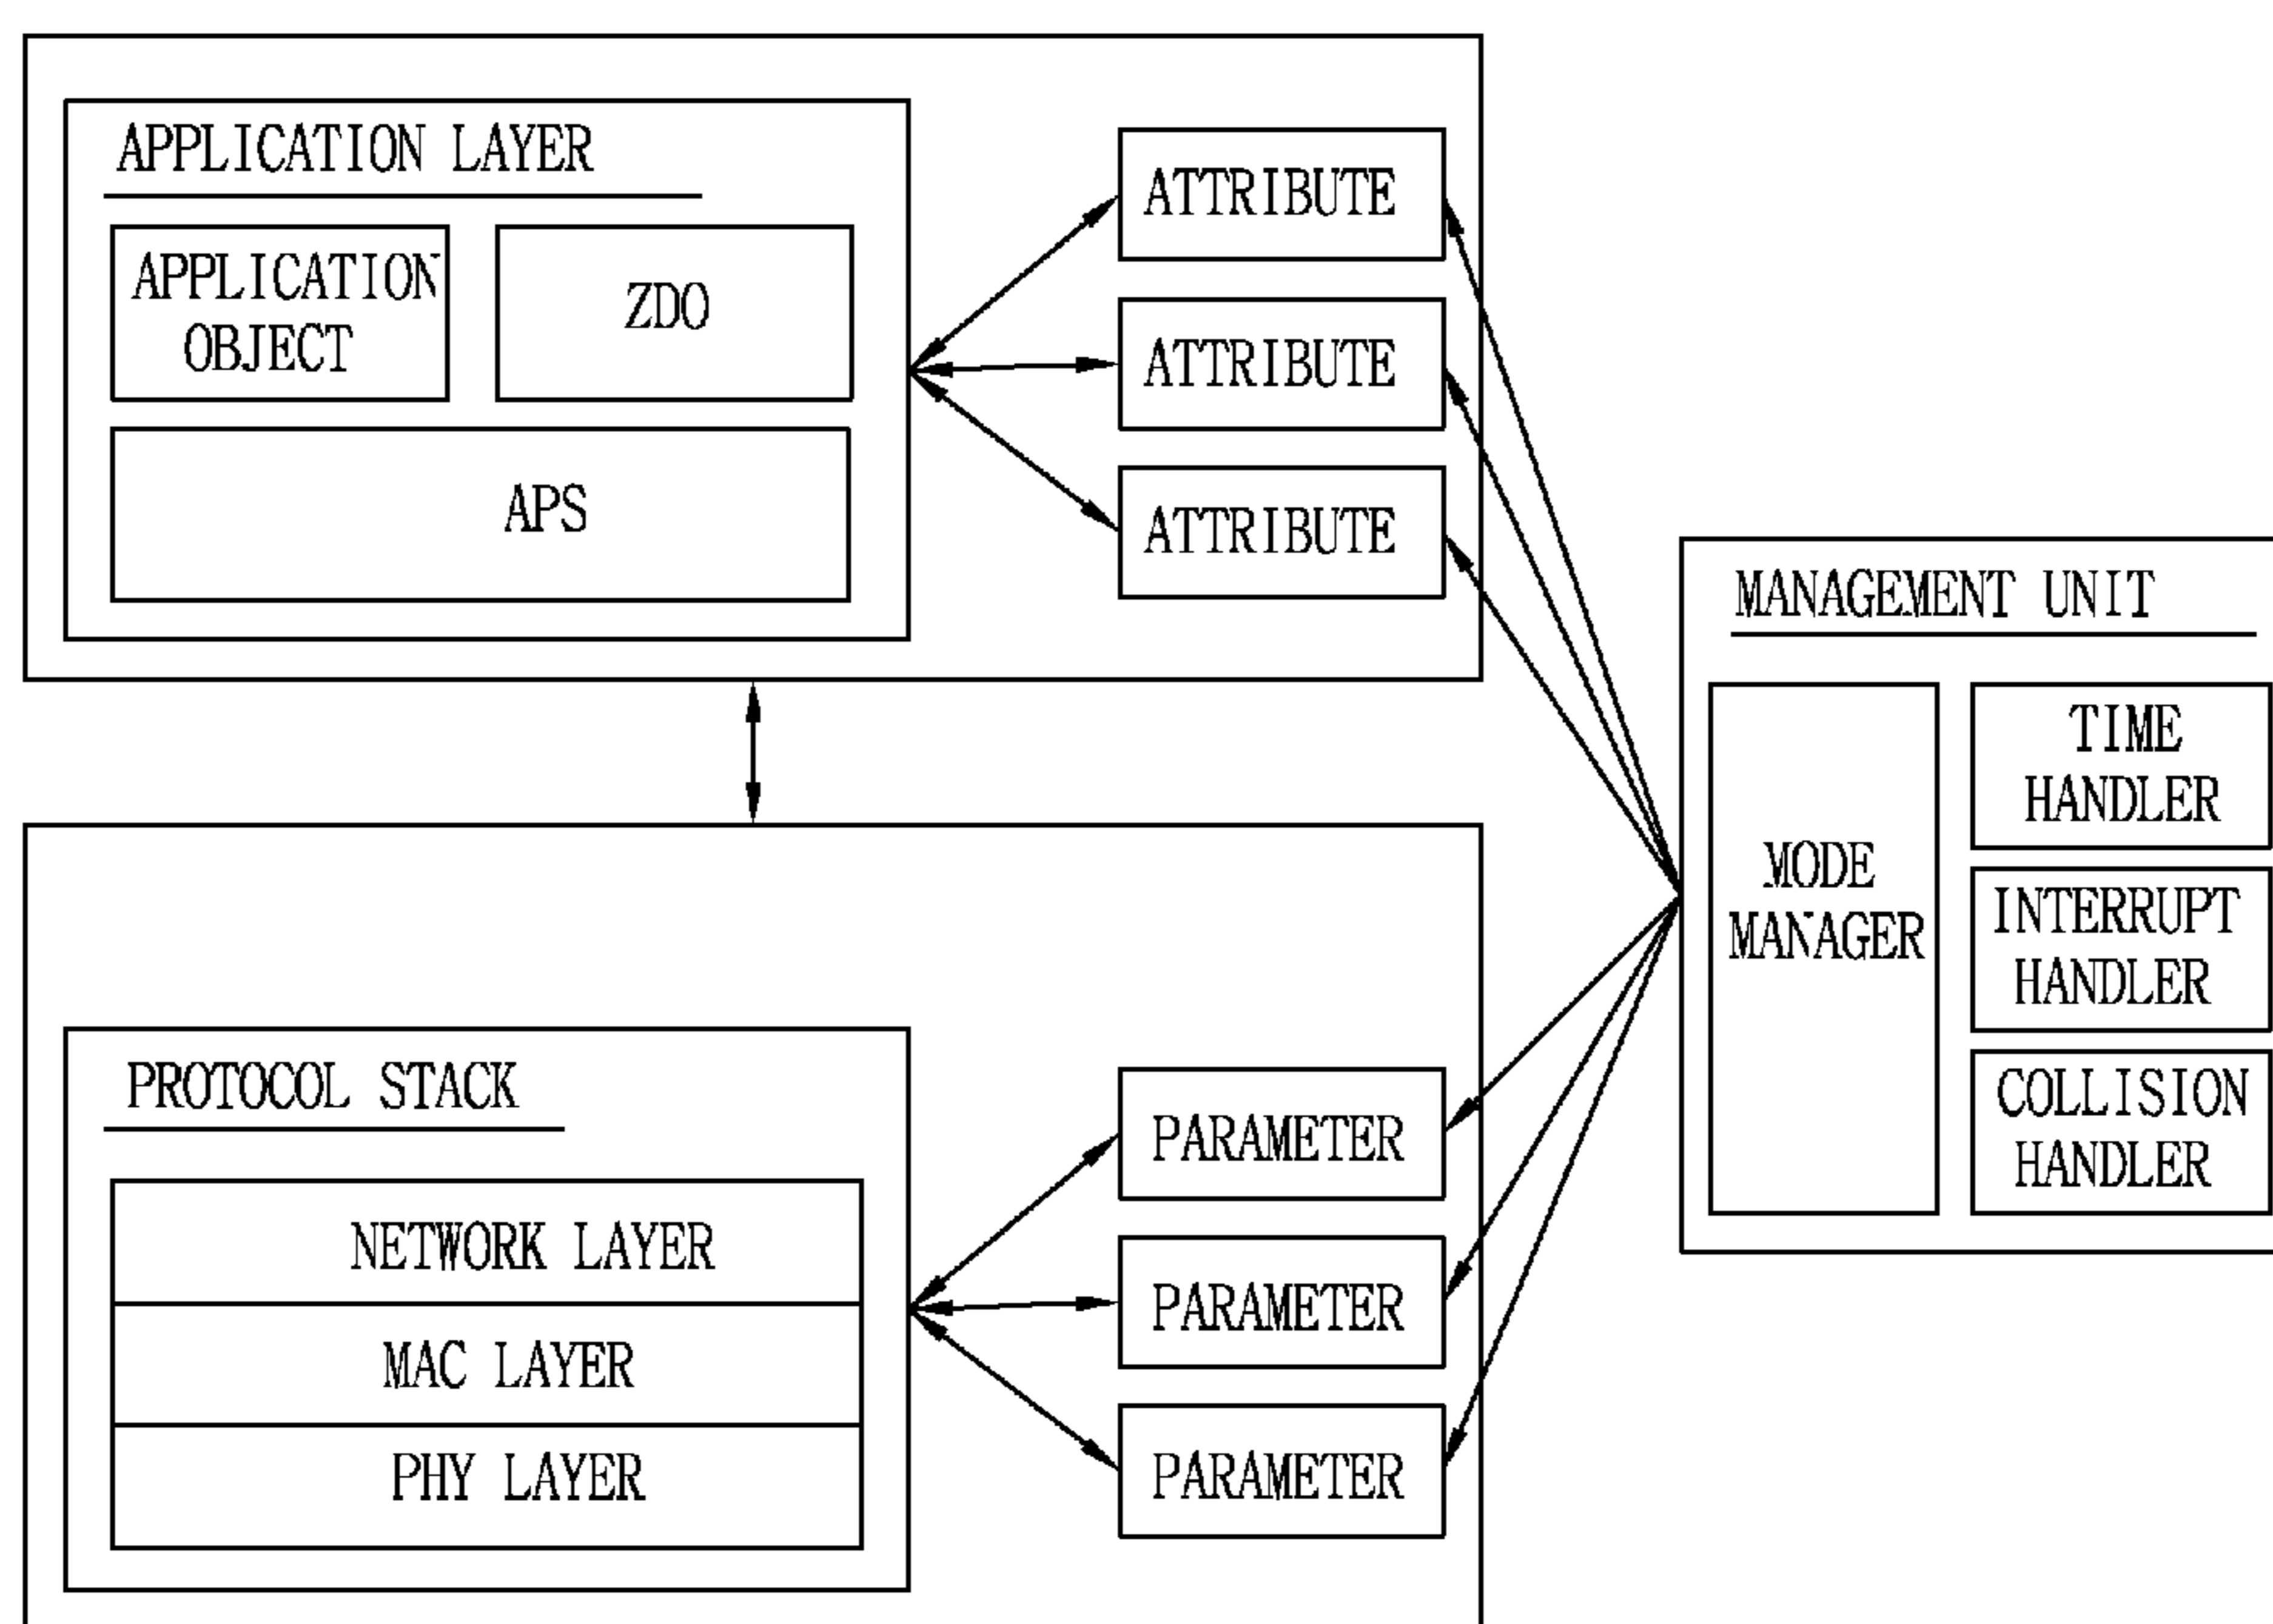 APPLICATION LAYER
APPLICATION
OBJECT
ZDO
APS
ATTRIBUTE
ATTRIBUTE
ATTRIBUTE
MANAGEMENT UNIT
MODE
MANAGER
TIME
HANDLER
INTERRUPT
HANDLER
COLLISION
HANDLER
PROTOCOL STACK
NETWORK LAYER
MAC LAYER
PHY LAYER
PARAMETER
PARAMETER
PARAMETER